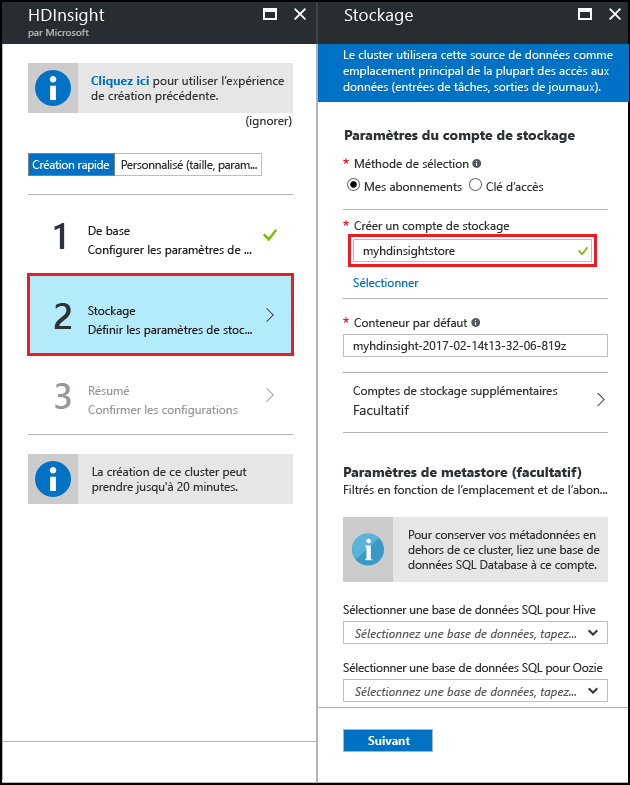 HDInsight
par Microsoft
Cliquez ici pour utiliser l'expérience
de création précédente.
(ignorer)
Création rapide
Personnalisé (taille, param...
1
De base
Configurer les paramètres de ...
2
Stockage
Définir les paramètres de stoc...
3
Résumé
Confirmer les configurations
La création de ce cluster peut
prendre jusqu'à 20 minutes.
Stockage
Le cluster utilisera cette source de données comme
emplacement principal de la plupart des accès aux
données (entrées de tâches, sorties de journaux).
Paramètres du compte de stockage
* Méthode de sélection
Mes abonnements
Clé d'accès
* Créer un compte de stockage
myhdinsightstore
Sélectionner
* Conteneur par défaut
myhdinsight-2017-02-14t13-32-06-819z
Comptes de stockage supplémentaires
Facultatif
Paramètres de metastore (facultatif)
Filtrés en fonction de l'emplacement et de l'abon...
Pour conserver vos métadonnées en
dehors de ce cluster, liez une base de
données SQL Database à ce compte.
Sélectionner une base de données SQL pour Hive
Sélectionnez une base de données, tapez...
Sélectionner une base de données SQL pour Oozie
Sélectionnez une base de données, tapez...
Suivant